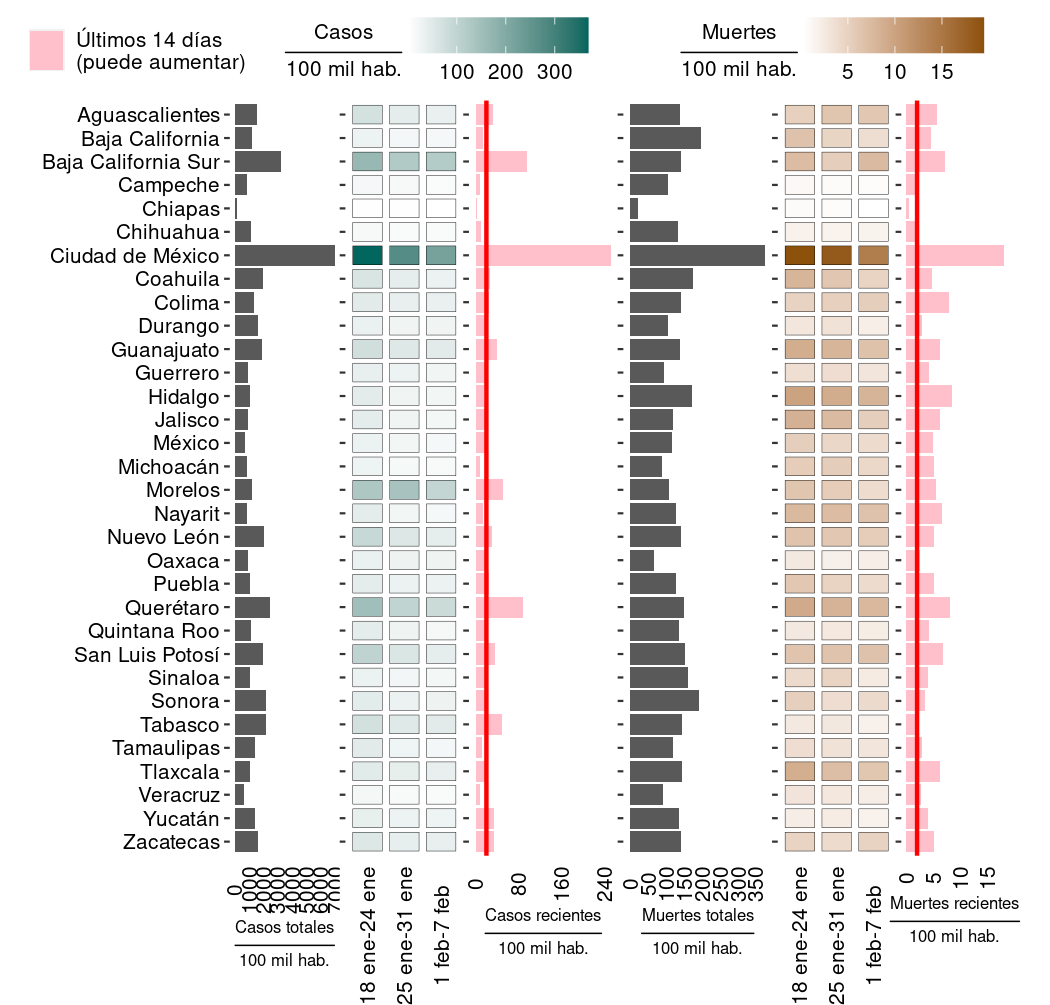 Últimos 14 días
(puede aumentar)
Casos
100 mil hab.
100 200 300
Muertes
100 mil hab.
5 10 15
Aguascalientes
Baja California
Baja California Sur
Campeche
Chiapas
Chihuahua
Ciudad de México
Coahuila
Colima
Durango
Guanajuato
Guerrero
Hidalgo
Jalisco
México
Michoacán
Morelos
Nayarit
Nuevo León
Oaxaca
Puebla
Querétaro
Quintana Roo
San Luis Potosí
Sinaloa
Sonora
Tabasco
Tamaulipas
Tlaxcala
Veracruz
Yucatán
Zacatecas
0 1000 2000 3000 4000 5000 6000 7000
Casos totales
100 mil hab.
18 ene-24 ene
25 ene-31 ene
1 feb-7 feb
0 80 160 240
Casos recientes
100 mil hab.
0 50 100 150 200 250 300 350
Muertes totales
100 mil hab.
18 ene-24 ene
25 ene-31 ene
1 feb-7 feb
0 5 10 15
Muertes recientes
100 mil hab.